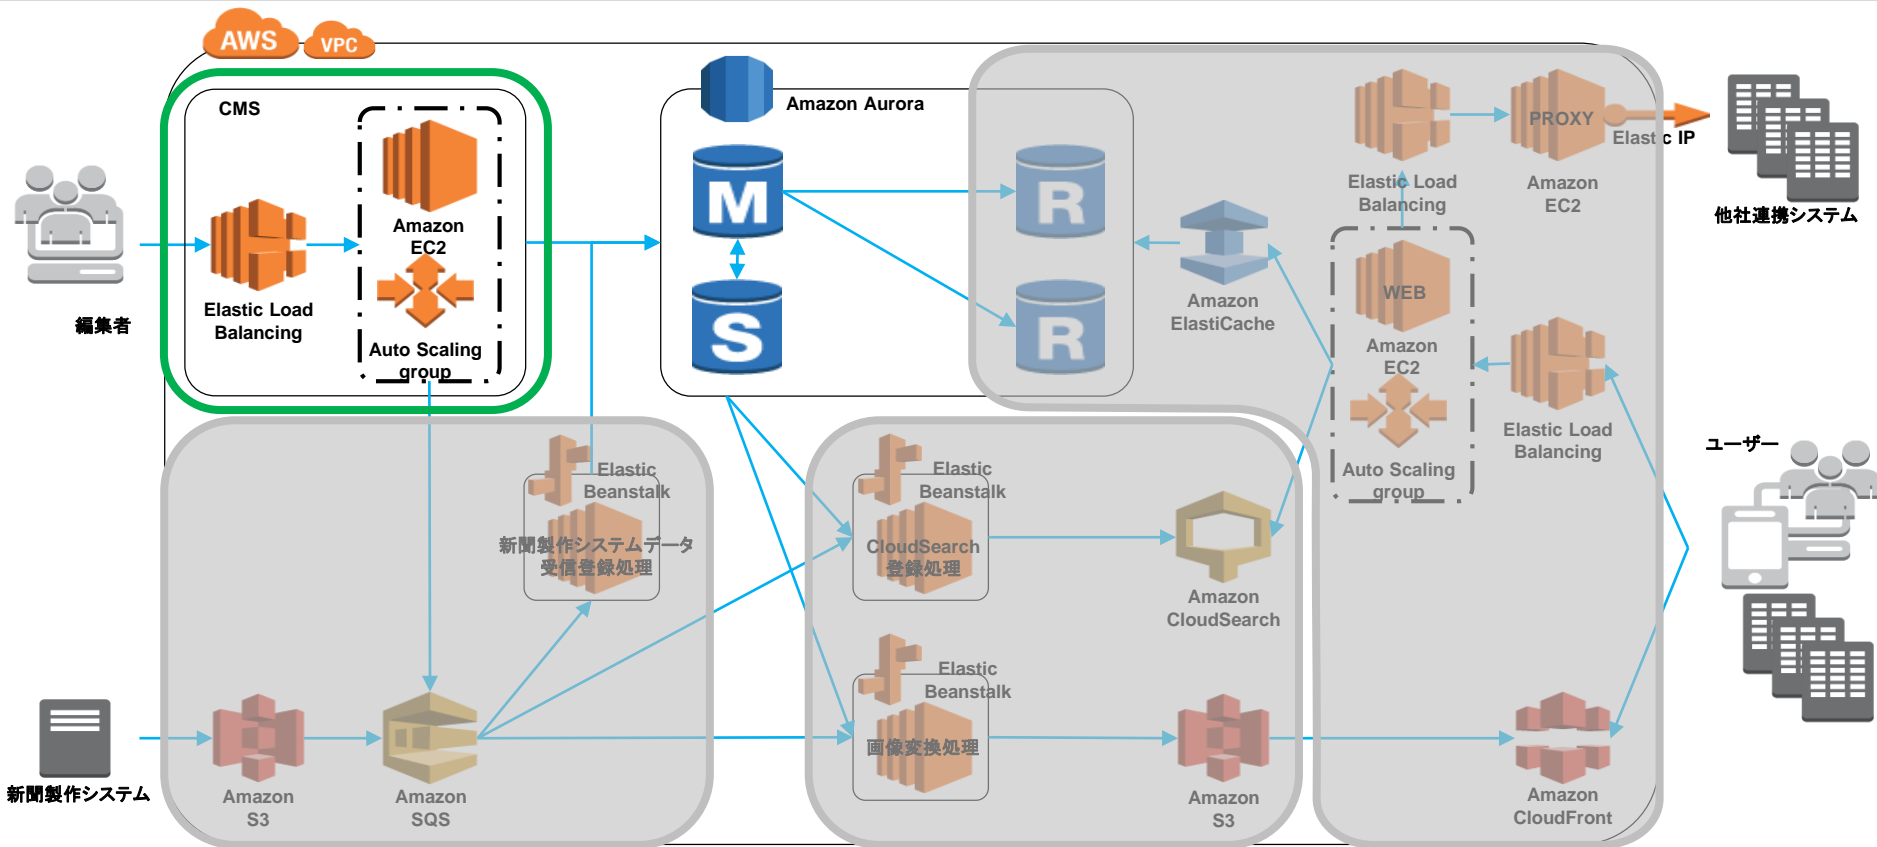 AWS
VPC
CMS
Amazon
EC2
Auto Scaling
group
Elastic Load
Balancing
編集者
Amazon Aurora
M
S
R
R
Amazon
ElastiCache
Elastic Load
Balancing
PROXY
Amazon
EC2
Elastic IP
他社連携システム
WEB
Amazon
EC2
Auto Scaling
group
Elastic Load
Balancing
ユーザー
Elastic
Beanstalk
新聞製作システムデータ
受信登録処理
Elastic
Beanstalk
CloudSearch
登録処理
Amazon
CloudSearch
Elastic
Beanstalk
画像変換処理
新聞製作システム
Amazon
S3
Amazon
SQS
Amazon
S3
Amazon
CloudFront